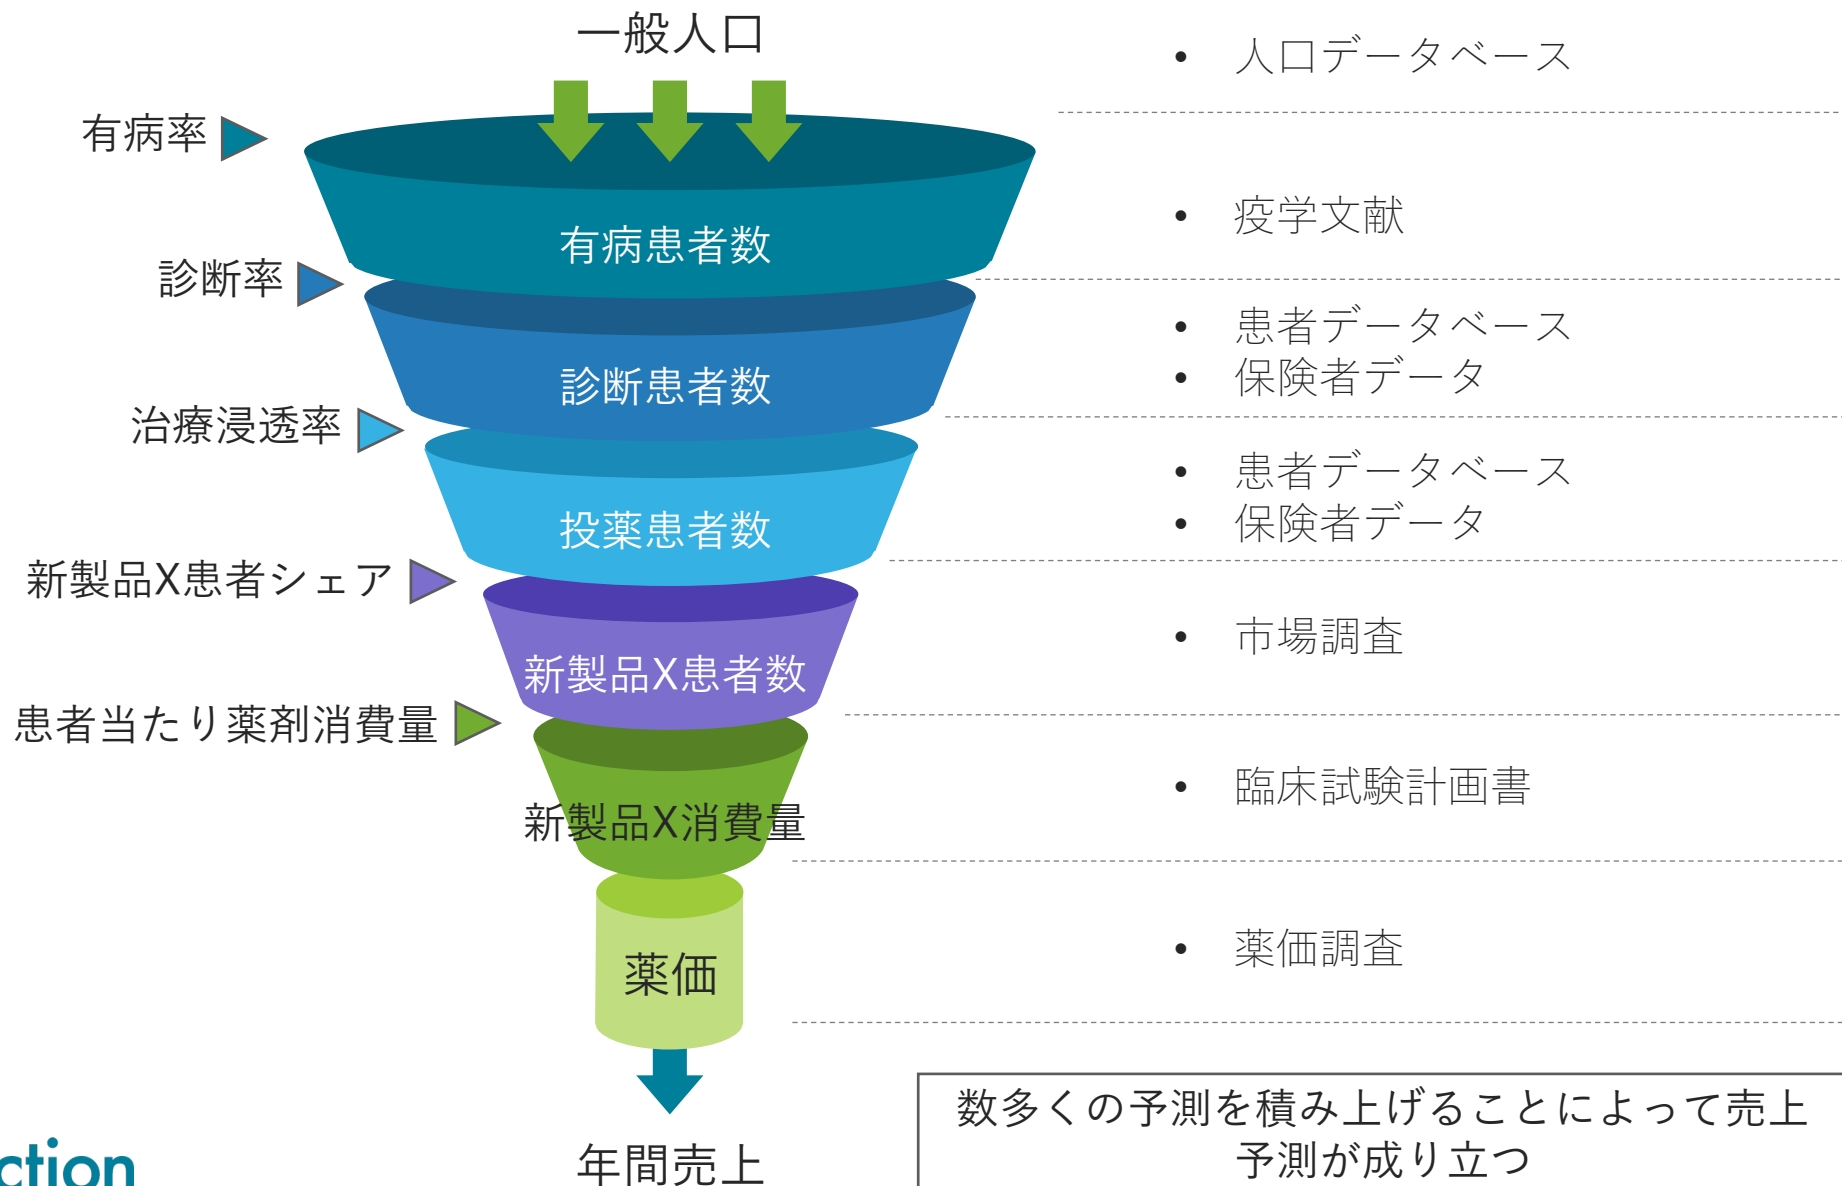 一般人口
• 人口データベース
有病率
有病患者数
• 疫学文献
診断率
診断患者数
• 患者データベース
• 保険者データ
治療浸透率
投薬患者数
• 患者データベース
• 保険者データ
新製品X患者シェア
新製品X患者数
• 市場調査
患者当たり薬剤消費量
新製品X消費量
• 臨床試験計画書
薬価
• 薬価調査
年間売上
数多くの予測を積み上げることによって売上
予測が成り立つ
ction